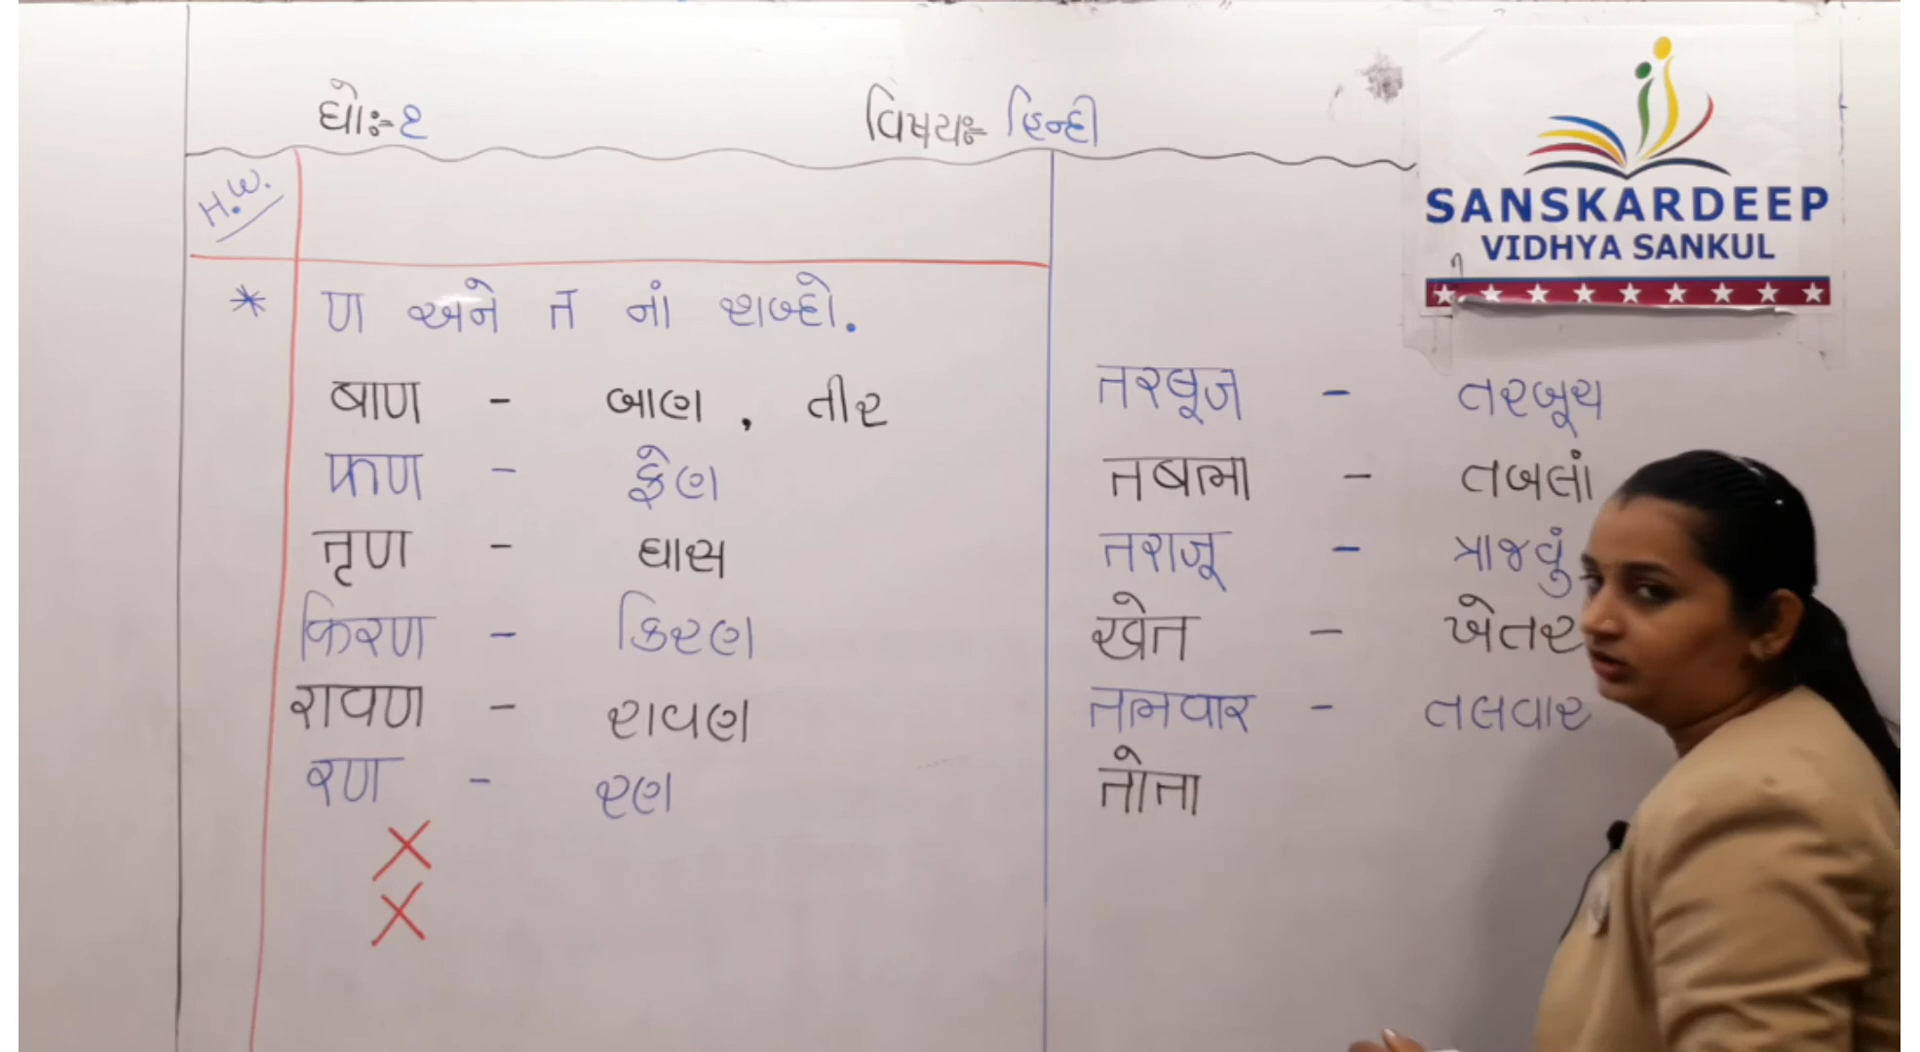 ધોઃ-૨ વિષયઃ- હિન્દી
SANSKARDEEP
VIDHYA SANKUL
H.W.
* ण અને त નાં શબ્દો.
बाण - બાણ , તીર
फण - ફેણ
तृण - ઘાસ
किरण - કિરણ
रावण - રાવણ
रण - રણ
तरबूज - તરબૂચ
तबला - તબલાં
तराजू - ત્રાજવું
खेत - ખેતર
तलवार - તલવાર
तोता